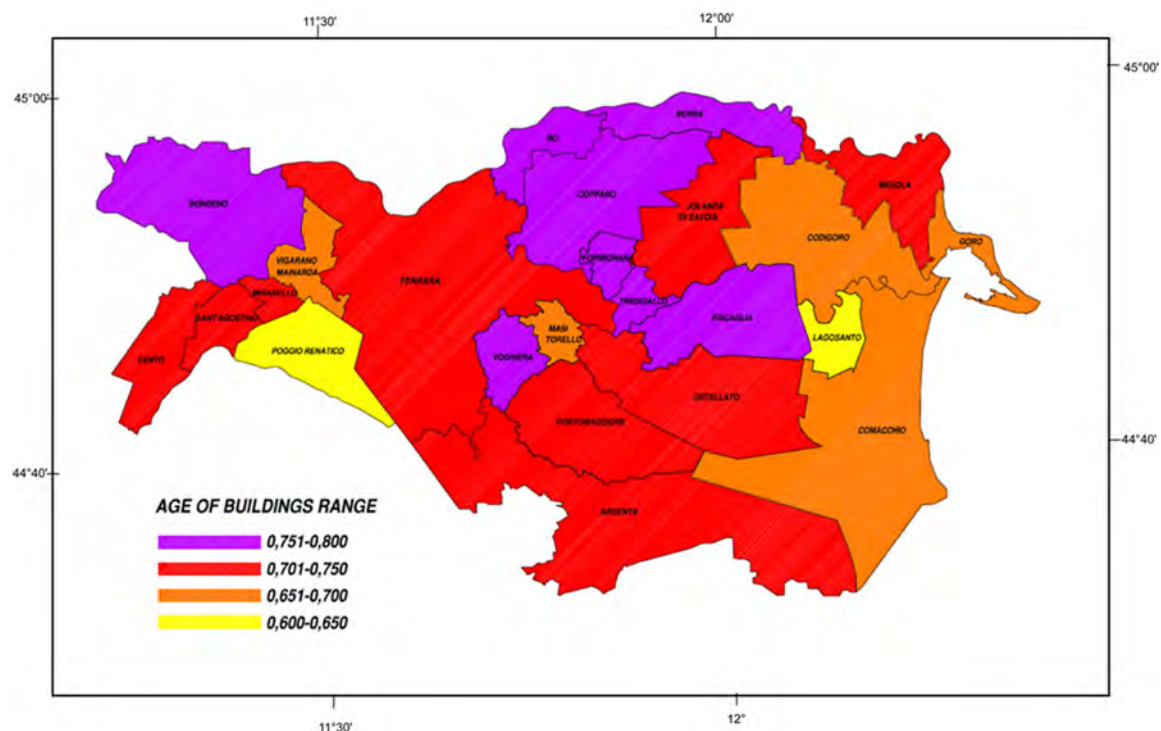 11°30'
12°00'
45°00'
45°00'
BERRA
RO
COPPARO
MESOLA
BONDENO
JOLANDA
DI SAVOIA
CODIGORO
GORO
VIGARANO
MAINARDA
FORMIGNANA
FERRARA
MIRABELLO
TRESIGALLO
SANT'AGOSTINO
FISCAGLIA
MASI
TORELLO
LAGOSANTO
CENTO
POGGIO RENATICO
VOGHIERA
OSTELLATO
PORTOMAGGIORE
COMACCHIO
44°40'
44°40'
ARGENTA
AGE OF BUILDINGS RANGE
0,751-0,800
0,701-0,750
0,651-0,700
0,600-0,650
11°30'
12°